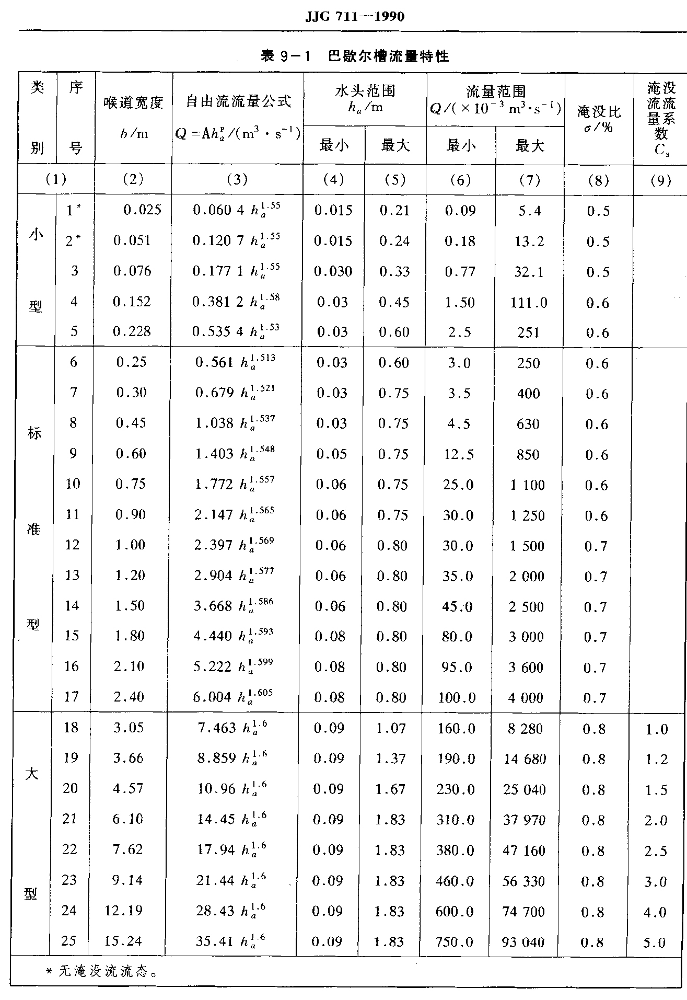 JJG 711—1990
表 9－1 巴歇尔槽流量特性
类别 序号 喉道宽度 b/m 自由流流量公式 Q=Ah_a^p/(m³·s⁻¹) 水头范围 h_a/m 流量范围 Q/(×10⁻³ m³·s⁻¹) 淹没比 σ/% 淹没流流量系数 C_s
最小 最大 最小 最大
(1) (2) (3) (4) (5) (6) (7) (8) (9)
小型
1* 0.025 0.060 4 h_a^1.55 0.015 0.21 0.09 5.4 0.5
2* 0.051 0.120 7 h_a^1.55 0.015 0.24 0.18 13.2 0.5
3 0.076 0.177 1 h_a^1.55 0.030 0.33 0.77 32.1 0.5
4 0.152 0.381 2 h_a^1.58 0.03 0.45 1.50 111.0 0.6
5 0.228 0.535 4 h_a^1.53 0.03 0.60 2.5 251 0.6
标准型
6 0.25 0.561 h_a^1.513 0.03 0.60 3.0 250 0.6
7 0.30 0.679 h_a^1.521 0.03 0.75 3.5 400 0.6
8 0.45 1.038 h_a^1.537 0.03 0.75 4.5 630 0.6
9 0.60 1.403 h_a^1.548 0.05 0.75 12.5 850 0.6
10 0.75 1.772 h_a^1.557 0.06 0.75 25.0 1 100 0.6
11 0.90 2.147 h_a^1.565 0.06 0.75 30.0 1 250 0.6
12 1.00 2.397 h_a^1.569 0.06 0.80 30.0 1 500 0.7
13 1.20 2.904 h_a^1.577 0.06 0.80 35.0 2 000 0.7
14 1.50 3.668 h_a^1.586 0.06 0.80 45.0 2 500 0.7
15 1.80 4.440 h_a^1.593 0.08 0.80 80.0 3 000 0.7
16 2.10 5.222 h_a^1.599 0.08 0.80 95.0 3 600 0.7
17 2.40 6.004 h_a^1.605 0.08 0.80 100.0 4 000 0.7
大型
18 3.05 7.463 h_a^1.6 0.09 1.07 160.0 8 280 0.8 1.0
19 3.66 8.859 h_a^1.6 0.09 1.37 190.0 14 680 0.8 1.2
20 4.57 10.96 h_a^1.6 0.09 1.67 230.0 25 040 0.8 1.5
21 6.10 14.45 h_a^1.6 0.09 1.83 310.0 37 970 0.8 2.0
22 7.62 17.94 h_a^1.6 0.09 1.83 380.0 47 160 0.8 2.5
23 9.14 21.44 h_a^1.6 0.09 1.83 460.0 56 330 0.8 3.0
24 12.19 28.43 h_a^1.6 0.09 1.83 600.0 74 700 0.8 4.0
25 15.24 35.41 h_a^1.6 0.09 1.83 750.0 93 040 0.8 5.0
* 无淹没流流态。